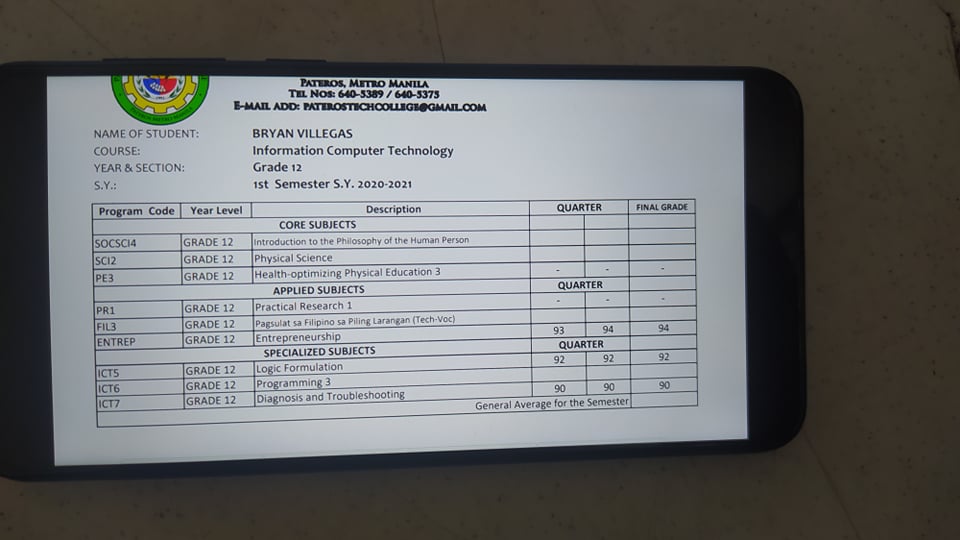 PATEROS, METRO MANILA
TEL NOS: 640-5389 / 640-5375
E-MAIL ADD: PATEROSTECHCOLLEGE@GMAIL.COM
NAME OF STUDENT: BRYAN VILLEGAS
COURSE: Information Computer Technology
YEAR & SECTION: Grade 12
S.Y.: 1st Semester S.Y. 2020-2021
Program Code Year Level Description QUARTER FINAL GRADE
CORE SUBJECTS
SOCSCI4 GRADE 12 Introduction to the Philosophy of the Human Person
SCI2 GRADE 12 Physical Science
PE3 GRADE 12 Health-optimizing Physical Education 3 - - -
APPLIED SUBJECTS QUARTER
PR1 GRADE 12 Practical Research 1 - - -
FIL3 GRADE 12 Pagsulat sa Filipino sa Piling Larangan (Tech-Voc)
ENTREP GRADE 12 Entrepreneurship 93 94 94
SPECIALIZED SUBJECTS QUARTER
ICT5 GRADE 12 Logic Formulation 92 92 92
ICT6 GRADE 12 Programming 3
ICT7 GRADE 12 Diagnosis and Troubleshooting 90 90 90
General Average for the Semester